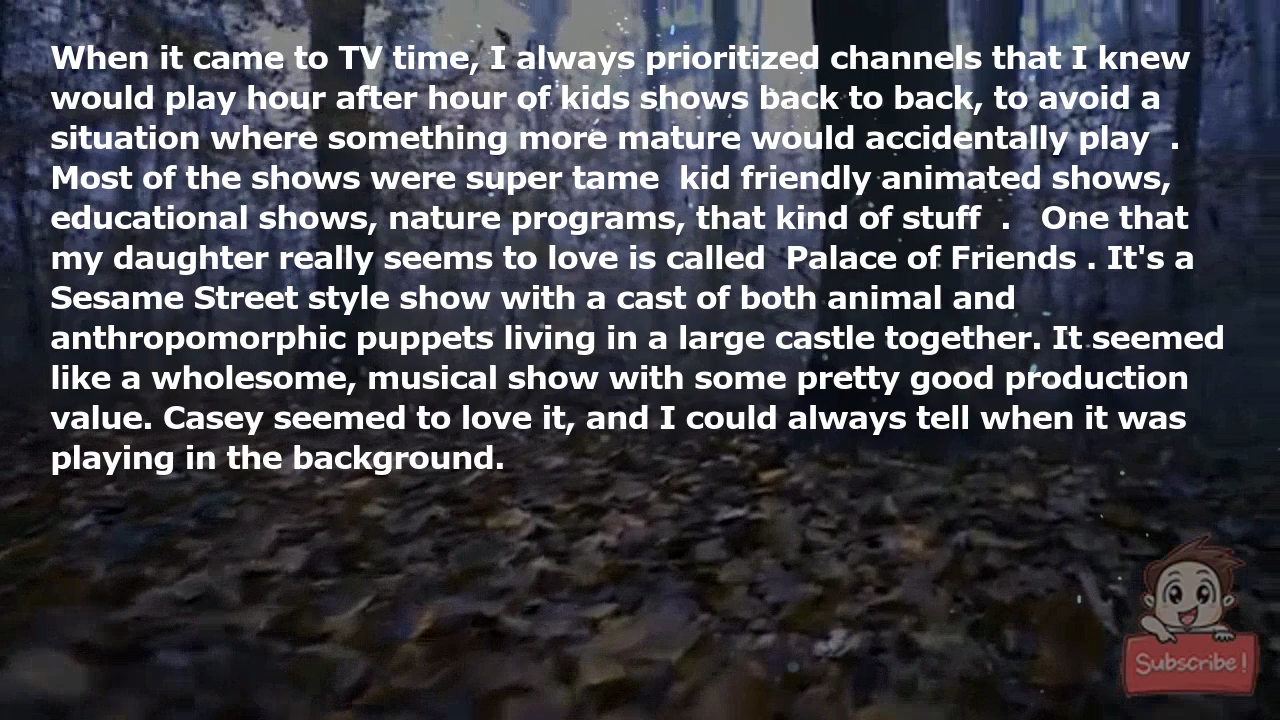 When it came to TV time, I always prioritized channels that I knew
would play hour after hour of kids shows back to back, to avoid a
situation where something more mature would accidentally play  .
Most of the shows were super tame  kid friendly animated shows,
educational shows, nature programs, that kind of stuff  .   One that
my daughter really seems to love is called  Palace of Friends . It's a
Sesame Street style show with a cast of both animal and
anthropomorphic puppets living in a large castle together. It seemed
like a wholesome, musical show with some pretty good production
value. Casey seemed to love it, and I could always tell when it was
playing in the background.
Subscribe!